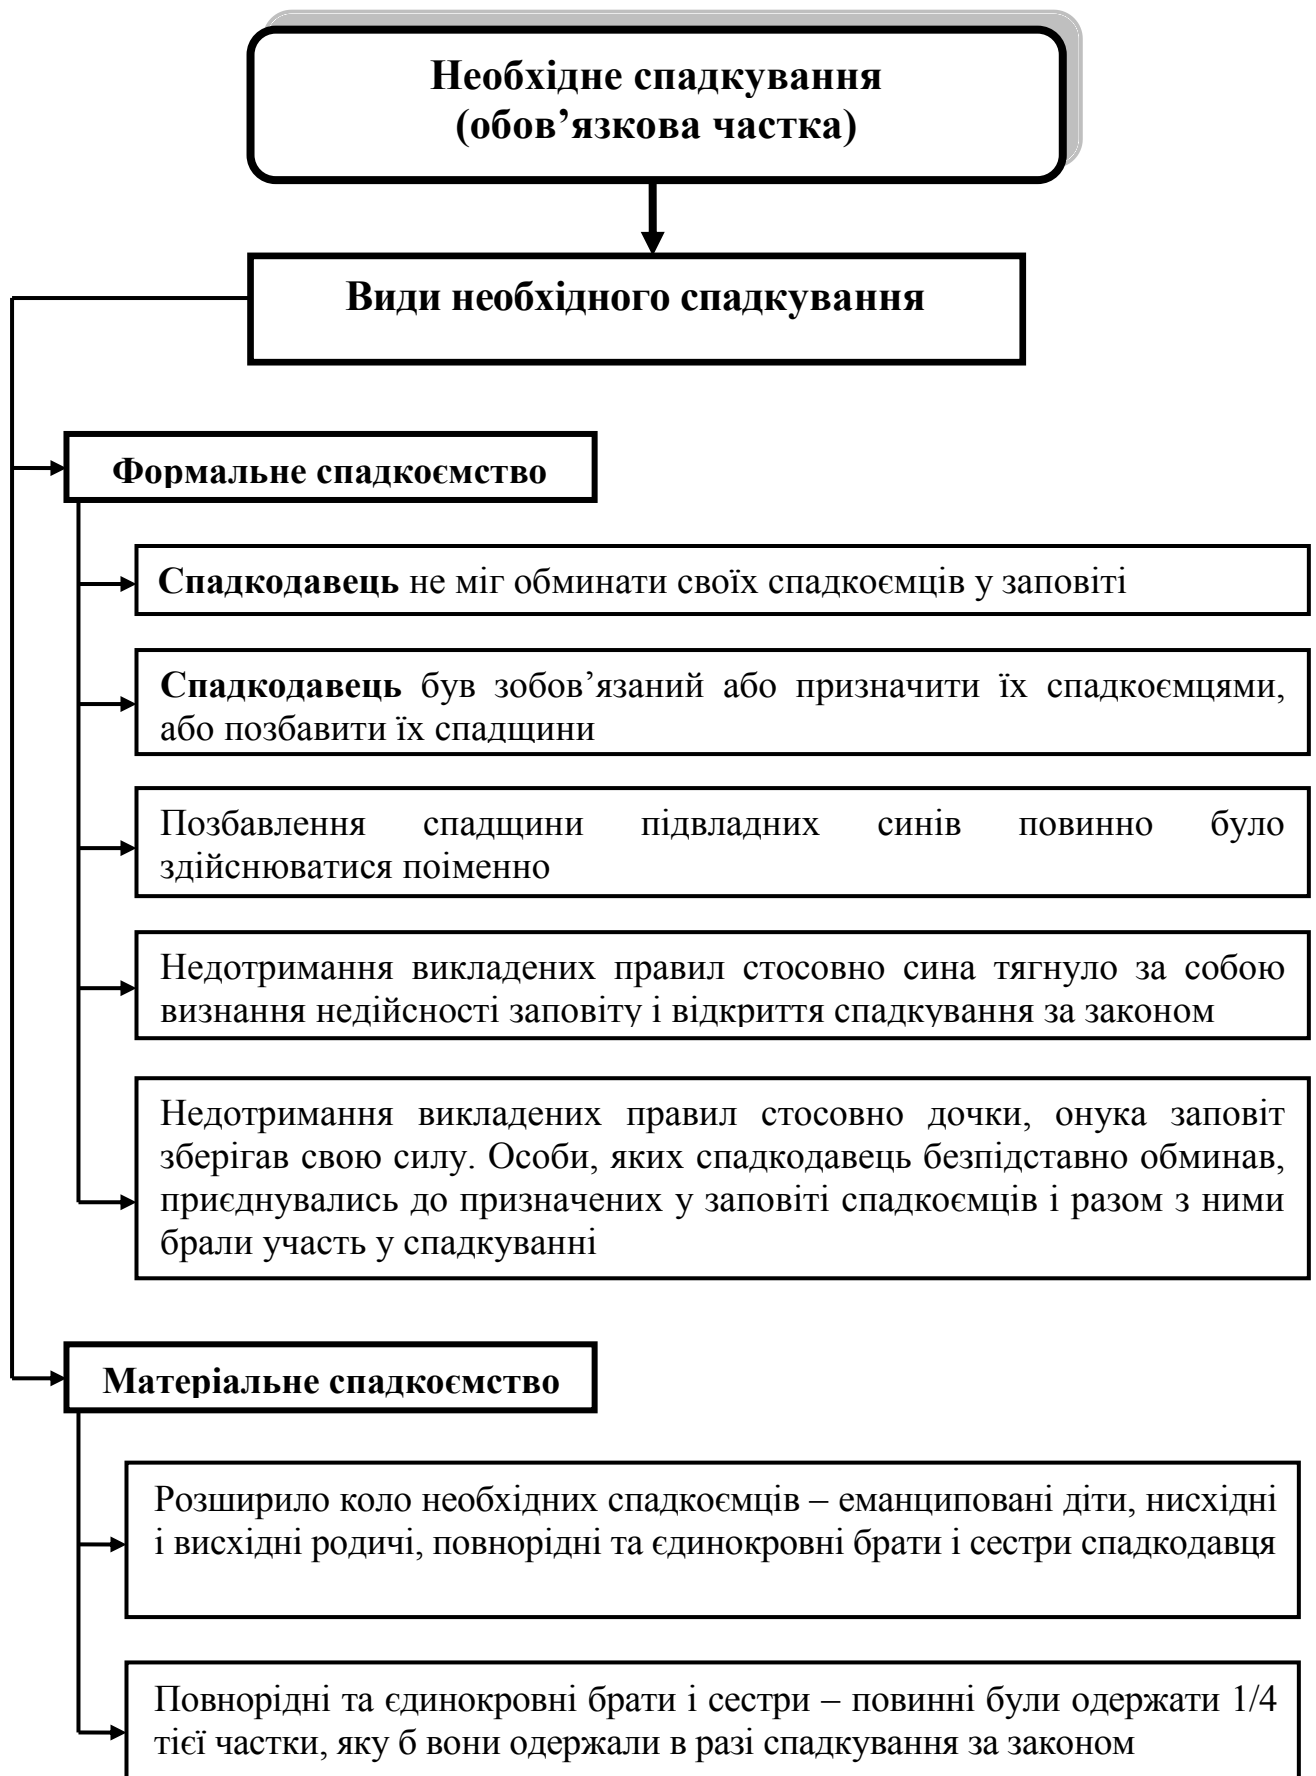 Необхідне спадкування
(обов’язкова частка)
Види необхідного спадкування
Формальне спадкоємство
Спадкодавець не міг обминати своїх спадкоємців у заповіті
Спадкодавець був зобов’язаний або призначити їх спадкоємцями,
або позбавити їх спадщини
Позбавлення спадщини підвладних синів повинно було
здійснюватися поіменно
Недотримання викладених правил стосовно сина тягнуло за собою
визнання недійсності заповіту і відкриття спадкування за законом
Недотримання викладених правил стосовно дочки, онука заповіт
зберігав свою силу. Особи, яких спадкодавець безпідставно обминав,
приєднувались до призначених у заповіті спадкоємців і разом з ними
брали участь у спадкуванні
Матеріальне спадкоємство
Розширило коло необхідних спадкоємців – еманциповані діти, нисхідні
і висхідні родичі, повнорідні та єдинокровні брати і сестри спадкодавця
Повнорідні та єдинокровні брати і сестри – повинні були одержати 1/4
тієї частки, яку б вони одержали в разі спадкування за законом